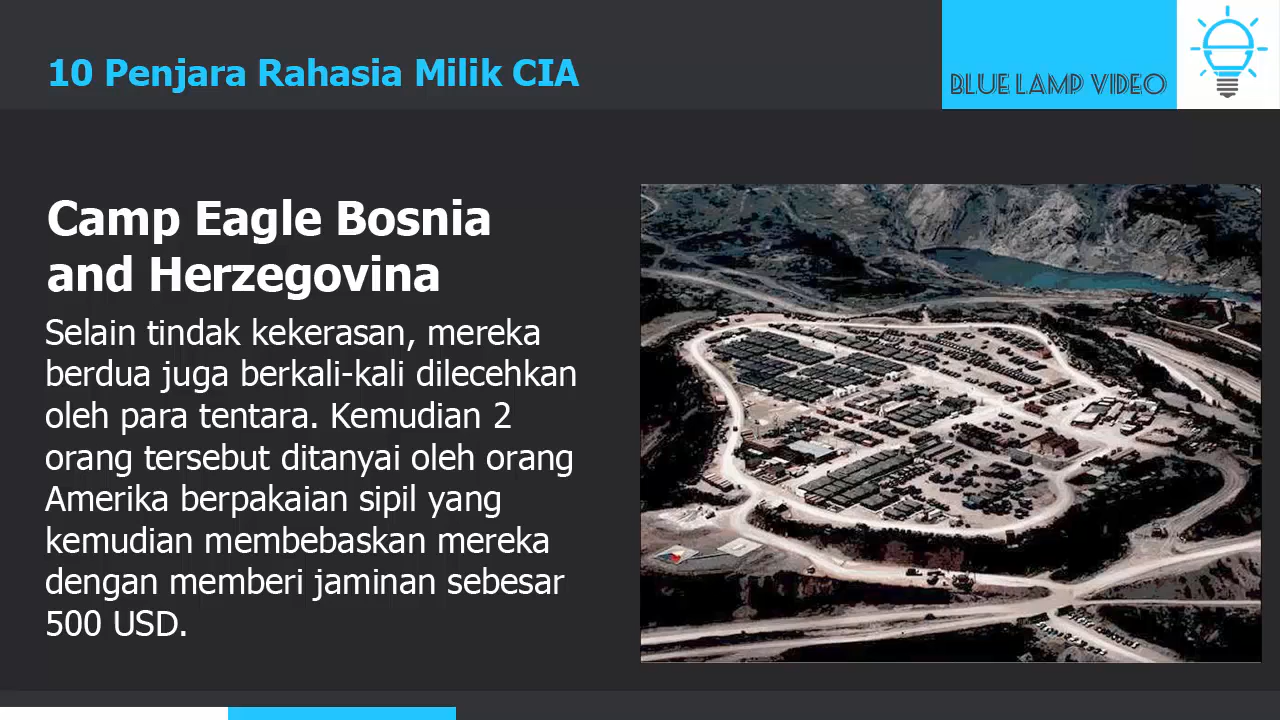 10 Penjara Rahasia Milik CIA
BLUE LAMP VIDEO
Camp Eagle Bosnia
and Herzegovina
Selain tindak kekerasan, mereka
berdua juga berkali-kali dilecehkan
oleh para tentara. Kemudian 2
orang tersebut ditanyai oleh orang
Amerika berpakaian sipil yang
kemudian membebaskan mereka
dengan memberi jaminan sebesar
500 USD.